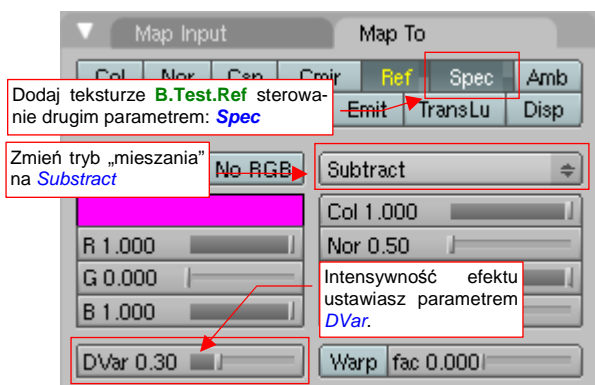 Map Input Map To
Col Nor Csp Cmir Ref Spec Amb
Dodaj teksturze B.Test.Ref sterowa-
nie drugim parametrem: Spec
Emit TransLu Disp
Zmień tryb „mieszania”
na Substract
No RGB Subtract
Col 1.000
R 1.000 Nor 0.50
G 0.000
B 1.000
Intensywność efektu
ustawiasz parametrem
DVar.
DVar 0.30 Warp fac 0.000